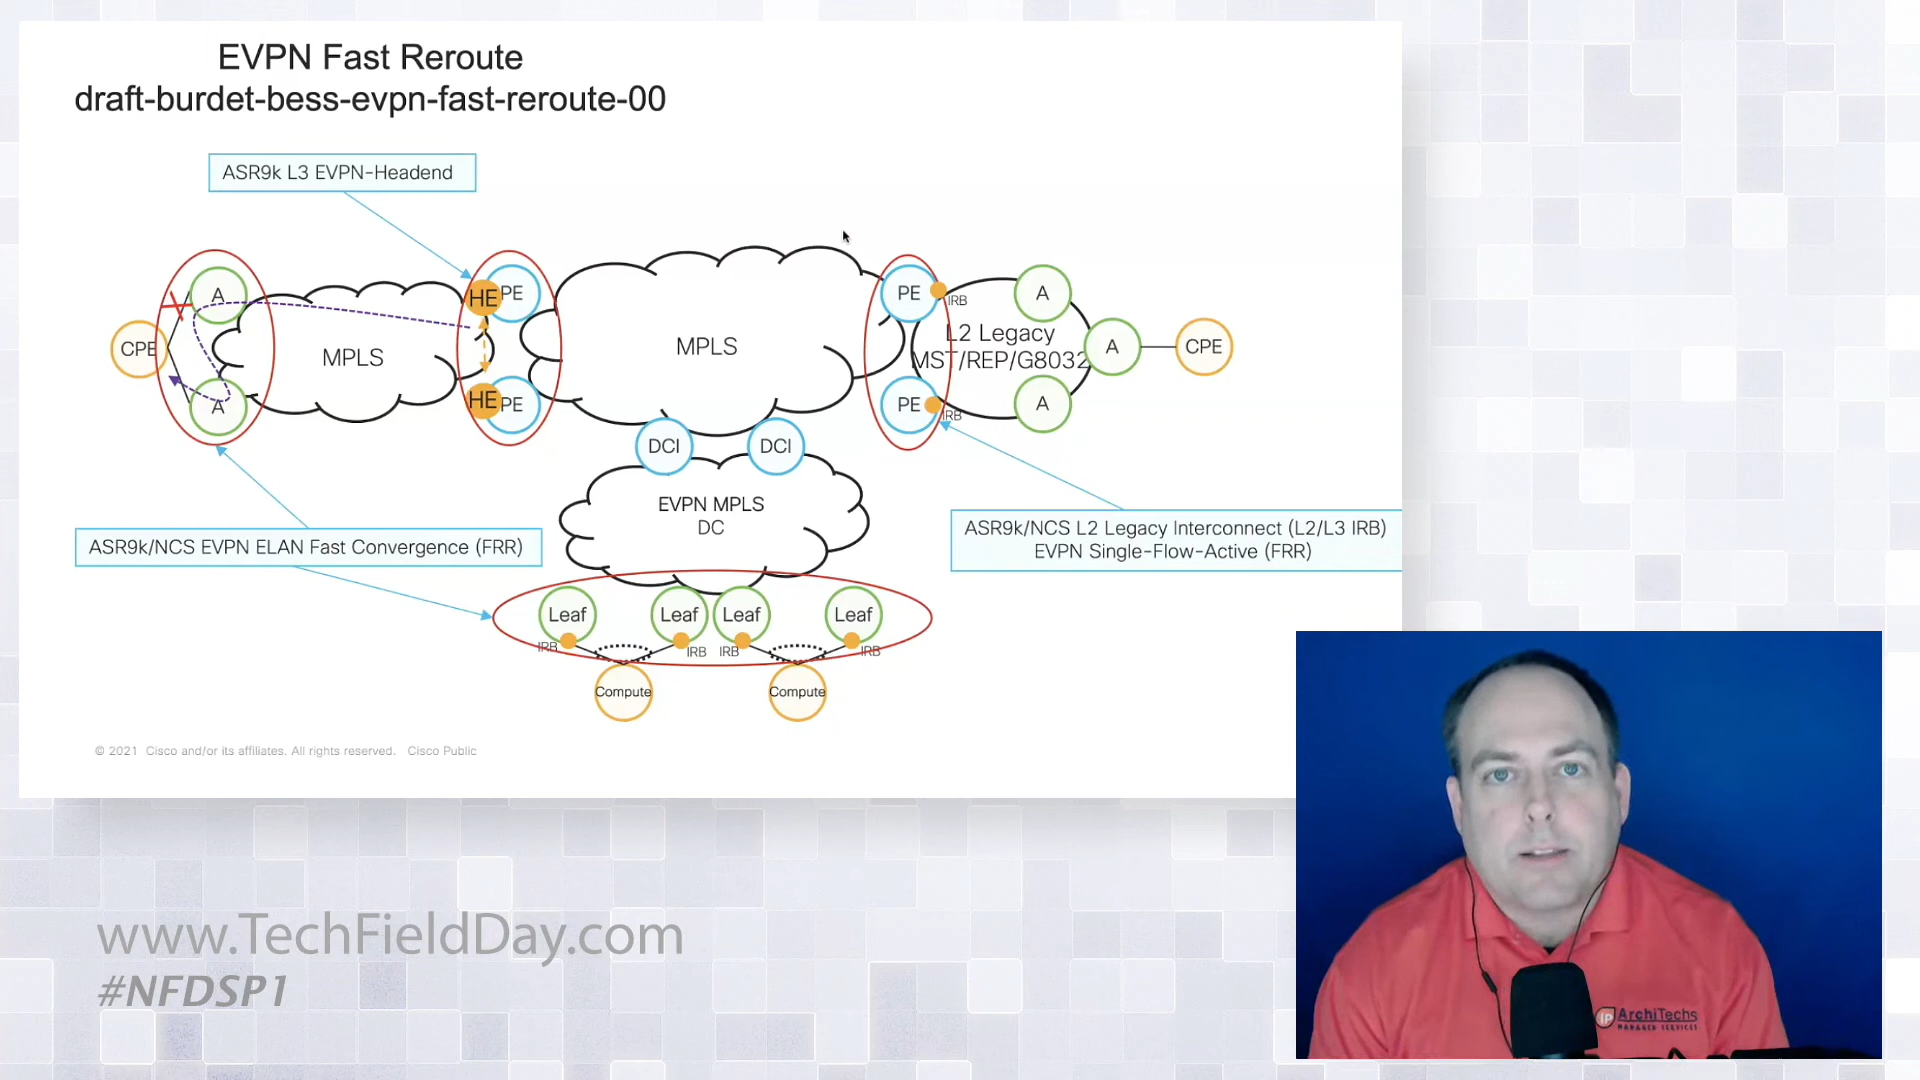 EVPN Fast Reroute
draft-burdet-bess-evpn-fast-reroute-00
ASR9k L3 EVPN-Headend
A
HE PE
PE
IRB
A
CPE
MPLS
MPLS
L2 Legacy
MST/REP/G8032
A
CPE
A
HE PE
PE
IRB
A
DCI
DCI
EVPN MPLS
DC
ASR9k/NCS EVPN ELAN Fast Convergence (FRR)
ASR9k/NCS L2 Legacy Interconnect (L2/L3 IRB)
EVPN Single-Flow-Active (FRR)
Leaf
Leaf
Leaf
Leaf
IRB
IRB
IRB
IRB
Compute
Compute
© 2021 Cisco and/or its affiliates. All rights reserved. Cisco Public
www.TechFieldDay.com
#NFDSP1
IP ArchiTechs
MANAGED SERVICES